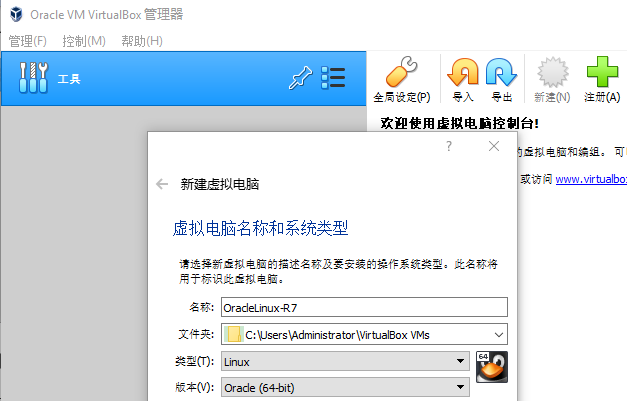 Oracle VM VirtualBox 管理器
管理(F) 控制(M) 帮助(H)
工具
全局设定(P) 导入 导出 新建(N) 注册(A)
欢迎使用虚拟电脑控制台!
的虚拟电脑和编组。 可
或访问 www.virtualbo
?
新建虚拟电脑
虚拟电脑名称和系统类型
请选择新虚拟电脑的描述名称及要安装的操作系统类型。此名称将
用于标识此虚拟电脑。
名称: OracleLinux-R7
文件夹: C:\Users\Administrator\VirtualBox VMs
类型(T): Linux
64
版本(V): Oracle (64-bit)